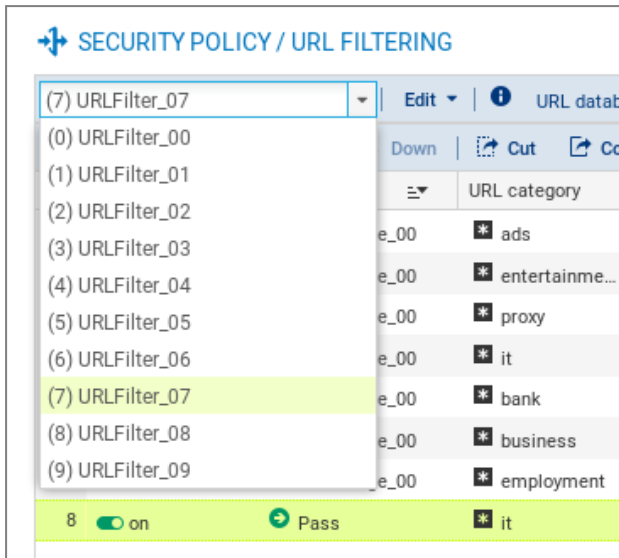 SECURITY POLICY / URL FILTERING
(7) URLFilter_07 Edit URL datab
(0) URLFilter_00
Down Cut Co
(1) URLFilter_01
URL category
(2) URLFilter_02
e_00 ads
(3) URLFilter_03
e_00 entertainme...
(4) URLFilter_04
e_00 proxy
(5) URLFilter_05
e_00 it
(6) URLFilter_06
(7) URLFilter_07
e_00 bank
(8) URLFilter_08
e_00 business
(9) URLFilter_09
e_00 employment
8 on Pass it